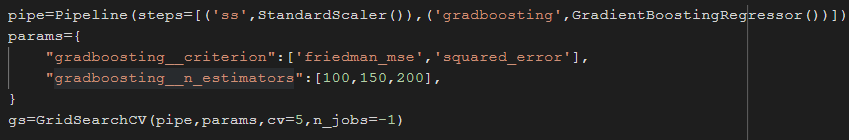 pipe=Pipeline(steps=[('ss',StandardScaler()),('gradboosting',GradientBoostingRegressor())])
params={
    "gradboosting__criterion":['friedman_mse','squared_error'],
    "gradboosting__n_estimators":[100,150,200],
}
gs=GridSearchCV(pipe,params,cv=5,n_jobs=-1)